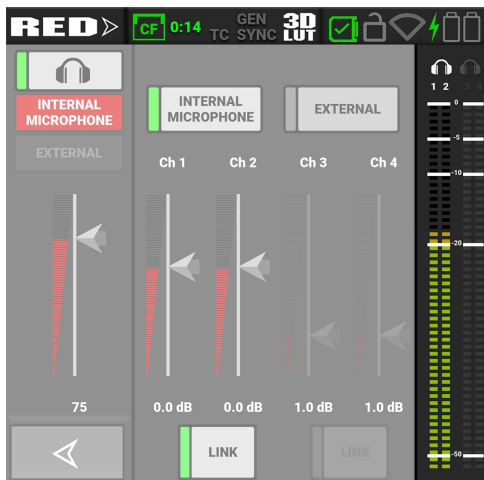 RED
CF 0:14
GEN
TC SYNC
3D
LUT
INTERNAL
MICROPHONE
EXTERNAL
INTERNAL
MICROPHONE
EXTERNAL
Ch 1 Ch 2 Ch 3 Ch 4
75
0.0 dB 0.0 dB 1.0 dB 1.0 dB
LINK
LINK
1 2 3 4
0
-5
-10
-20
-50